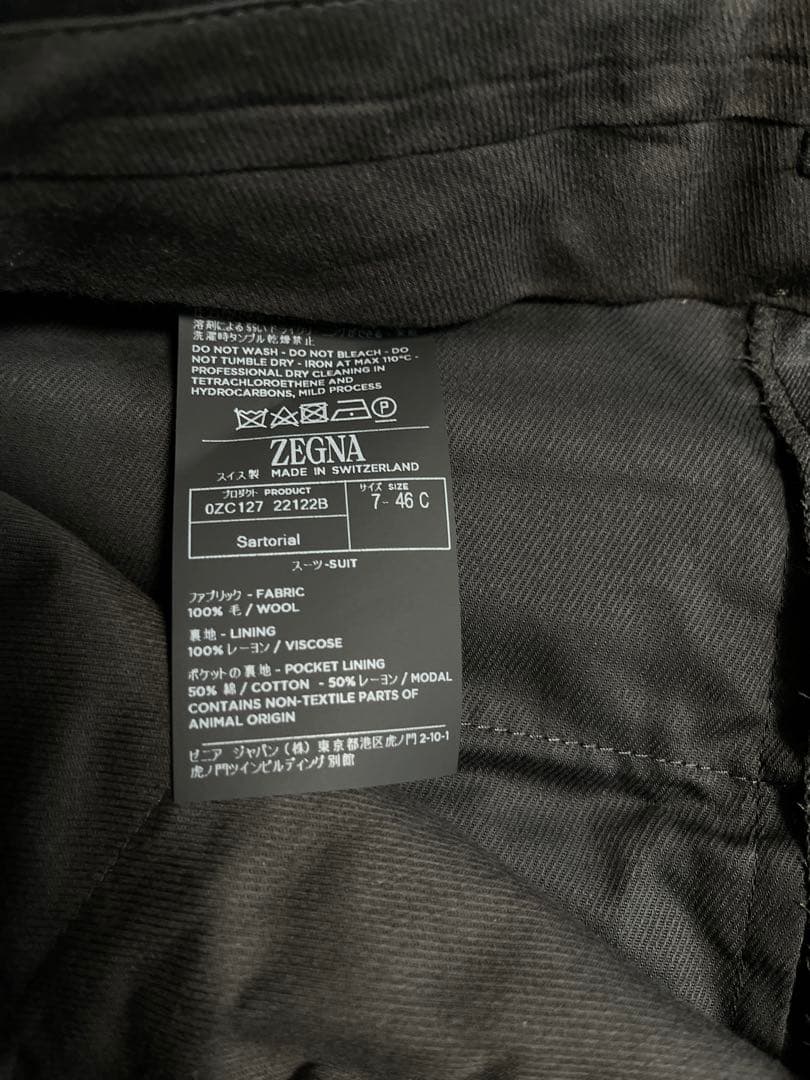 溶剤による
洗濯時タンブル乾燥禁止
DO NOT WASH - DO NOT BLEACH - DO
NOT TUMBLE DRY - IRON AT MAX 110°C -
PROFESSIONAL DRY CLEANING IN
TETRACHLOROETHENE AND
HYDROCARBONS, MILD PROCESS
P
ZEGNA
スイス製 MADE IN SWITZERLAND
プロダクト PRODUCT
0ZC127 22122B
サイズ SIZE
7- 46 C
Sartorial
スーツ-SUIT
ファブリック - FABRIC
100% 毛 / WOOL
裏地 - LINING
100% レーヨン / VISCOSE
ポケットの裏地 - POCKET LINING
50% 綿 / COTTON - 50% レーヨン / MODAL
CONTAINS NON-TEXTILE PARTS OF
ANIMAL ORIGIN
ゼニア ジャパン (株) 東京都港区虎ノ門 2-10-1
虎ノ門ツインビルディング別館